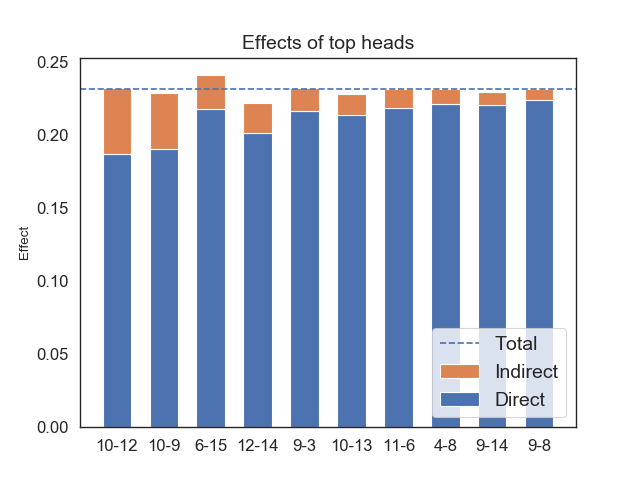 Effects of top heads
0.25
0.20
0.15
0.10
0.05
0.00
Effect
10-12 10-9 6-15 12-14 9-3 10-13 11-6 4-8 9-14 9-8
Total
Indirect
Direct